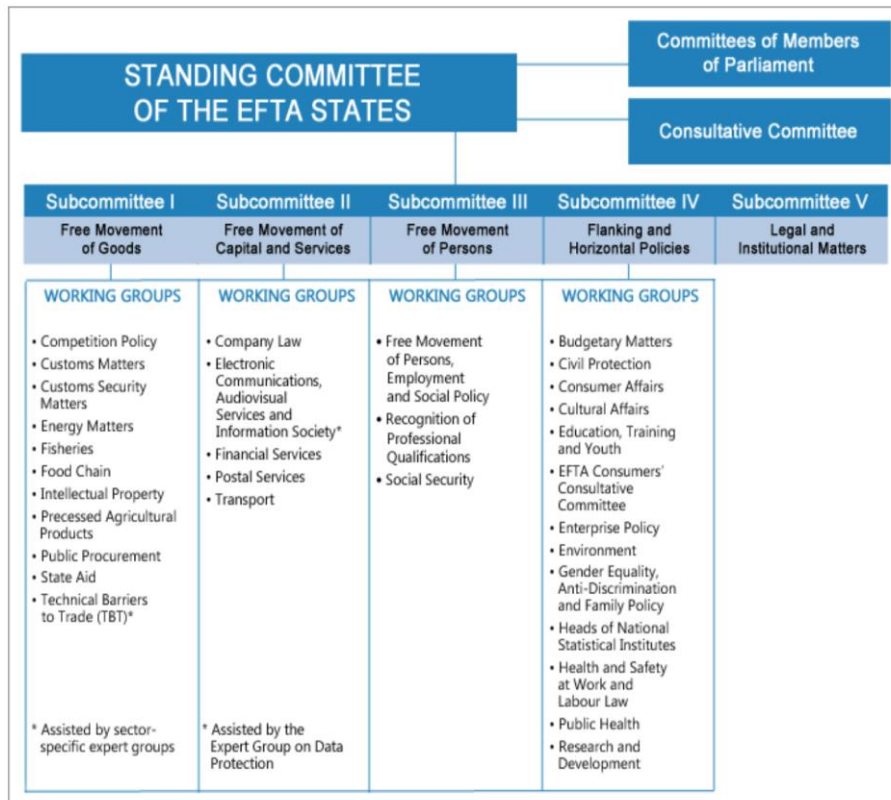 STANDING COMMITTEE
OF THE EFTA STATES
Committees of Members
of Parliament
Consultative Committee
Subcommittee I
Free Movement
of Goods
Subcommittee II
Free Movement of
Capital and Services
Subcommittee III
Free Movement
of Persons
Subcommittee IV
Flanking and
Horizontal Policies
Subcommittee V
Legal and
Institutional Matters
WORKING GROUPS
• Competition Policy
• Customs Matters
• Customs Security
Matters
• Energy Matters
• Fisheries
• Food Chain
• Intellectual Property
• Precessed Agricultural
Products
• Public Procurement
• State Aid
• Technical Barriers
to Trade (TBT)*
* Assisted by sector-
specific expert groups
WORKING GROUPS
• Company Law
• Electronic
Communications,
Audiovisual
Services and
Information Society*
• Financial Services
• Postal Services
• Transport
* Assisted by the
Expert Group on Data
Protection
WORKING GROUPS
• Free Movement
of Persons,
Employment
and Social Policy
• Recognition of
Professional
Qualifications
• Social Security
WORKING GROUPS
• Budgetary Matters
• Civil Protection
• Consumer Affairs
• Cultural Affairs
• Education, Training
and Youth
• EFTA Consumers'
Consultative
Committee
• Enterprise Policy
• Environment
• Gender Equality,
Anti-Discrimination
and Family Policy
• Heads of National
Statistical Institutes
• Health and Safety
at Work and
Labour Law
• Public Health
• Research and
Development